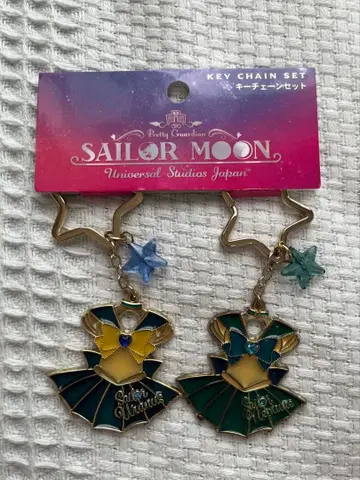 KEY CHAIN SET
キーチェーンセット
Pretty Guardian
SAILOR MOON
Universal Studios Japan™
Sailor
Uranus
Sailor
Neptune